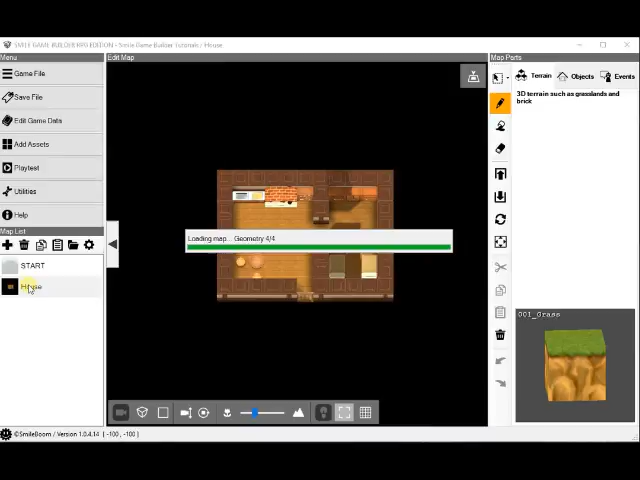 SMILE GAME BUILDER RPG EDITION - Smile Game Builder Tutorials / House
Menu
Edit Map
Map Parts
Game File
Save File
Edit Game Data
Add Assets
Playtest
Utilities
Help
Map List
START
House
Loading map... Geometry 4/4
Terrain
Objects
Events
3D terrain such as grasslands and
brick
001_Grass
©SmileBoom / Version 1.0.4.14 [ -100 , -100 ]